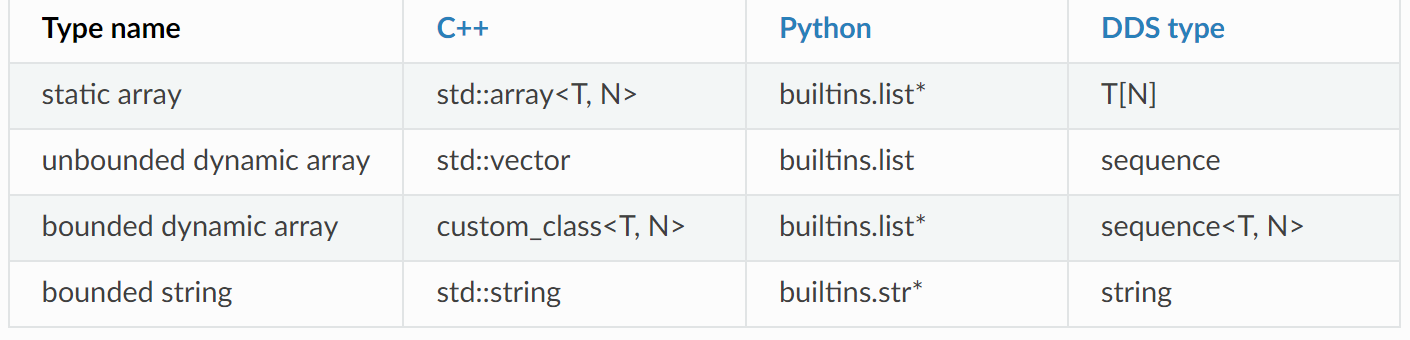 Type name C++ Python DDS type
static array std::array<T, N> builtins.list* T[N]
unbounded dynamic array std::vector builtins.list sequence
bounded dynamic array custom_class<T, N> builtins.list* sequence<T, N>
bounded string std::string builtins.str* string